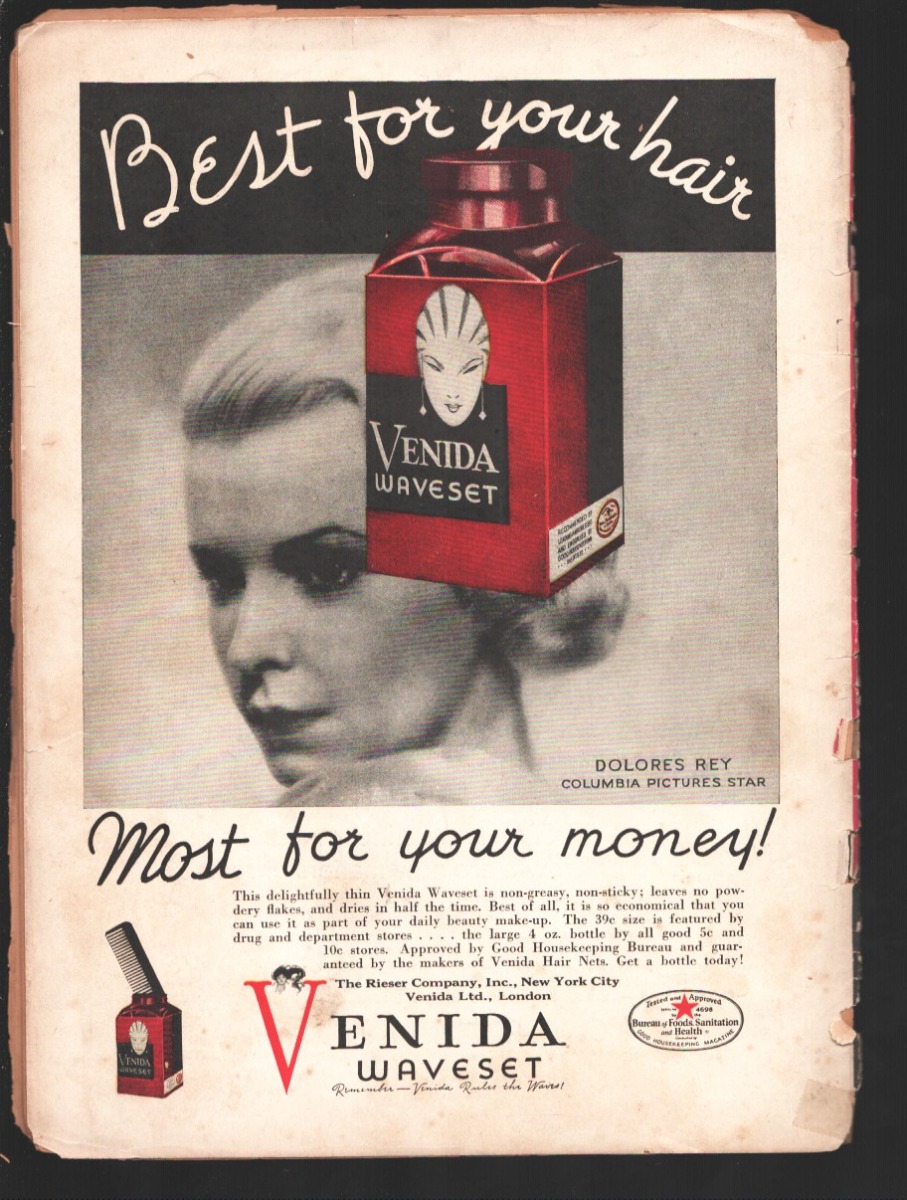 Best for your hair
VENIDA
WAVESET
RECOMMENDED BY
DOLORES REY
COLUMBIA PICTURES STAR
Most for your money!
This delightfully thin Venida Waveset is non-greasy, non-sticky; leaves no pow-
dery flakes, and dries in half the time. Best of all, it is so economical that you
can use it as part of your daily beauty make-up. The 39c size is featured by
drug and department stores . . . . the large 4 oz. bottle by all good 5c and
10c stores. Approved by Good Housekeeping Bureau and guar-
anteed by the makers of Venida Hair Nets. Get a bottle today!
The Rieser Company, Inc., New York City
Venida Ltd., London
VENIDA
WAVESET
Remember — Venida Rules the Waves!
VENIDA
WAVESET
Tested and Approved
4698
Bureau of Foods, Sanitation
and Health
GOOD HOUSEKEEPING MAGAZINE